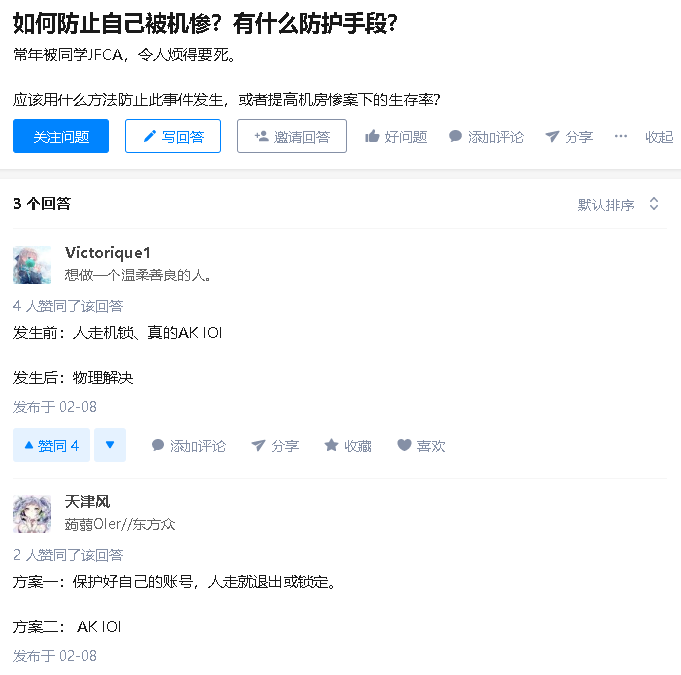 如何防止自己被机惨？有什么防护手段？
常年被同学JFCA，令人烦得要死。
应该用什么方法防止此事件发生，或者提高机房惨案下的生存率？
关注问题 写回答 邀请回答 好问题 添加评论 分享 ··· 收起
3 个回答 默认排序
Victorique1
想做一个温柔善良的人。
4 人赞同了该回答
发生前：人走机锁、真的AK IOI
发生后：物理解决
发布于 02-08
赞同 4 添加评论 分享 收藏 喜欢
天津风
蒟蒻OIer//东方众
2 人赞同了该回答
方案一：保护好自己的账号，人走就退出或锁定。
方案二： AK IOI
发布于 02-08